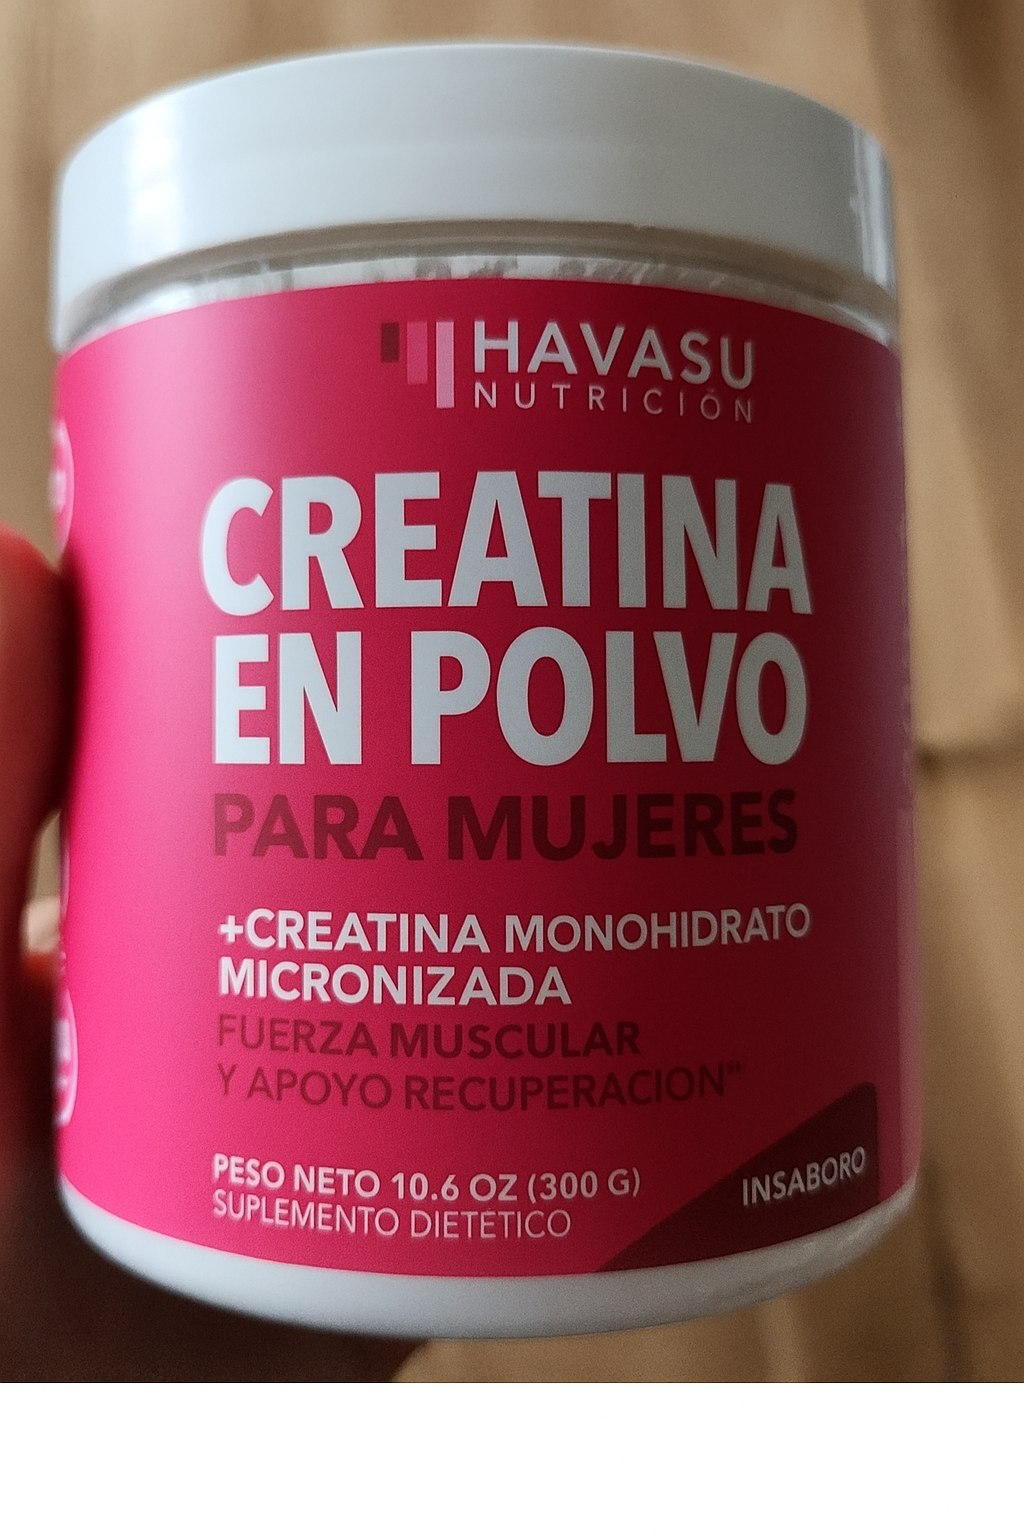 HAVASU
NUTRICIÓN
CREATINA
EN POLVO
PARA MUJERES
+CREATINA MONOHIDRATO
MICRONIZADA
FUERZA MUSCULAR
Y APOYO RECUPERACION"
PESO NETO 10.6 OZ (300 G)
SUPLEMENTO DIETÉTICO
INSABORO